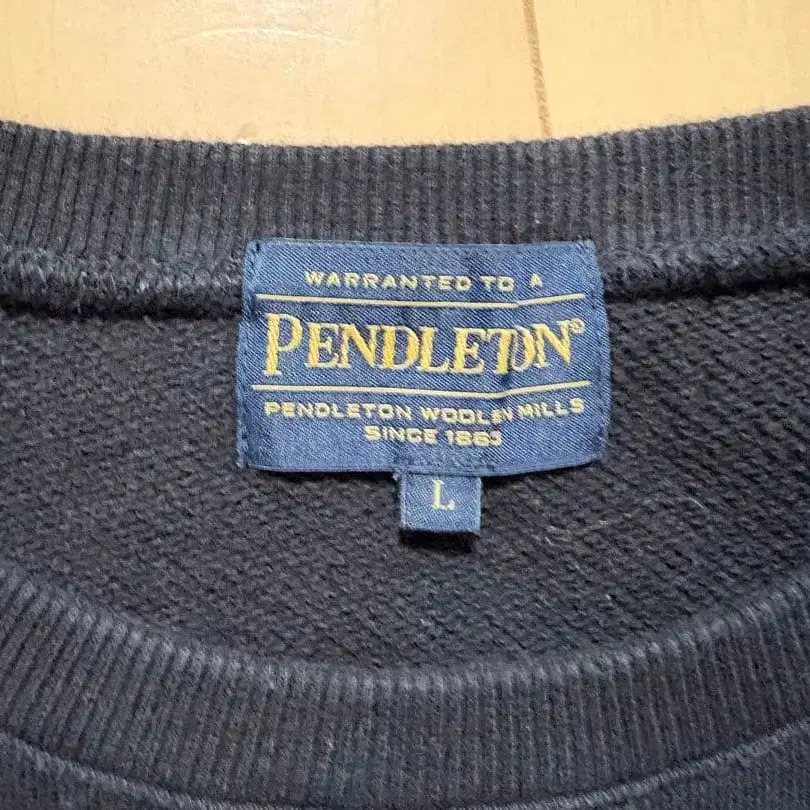 WARRANTED TO A
PENDLETON®
PENDLETON WOOLEN MILLS
SINCE 1863
L